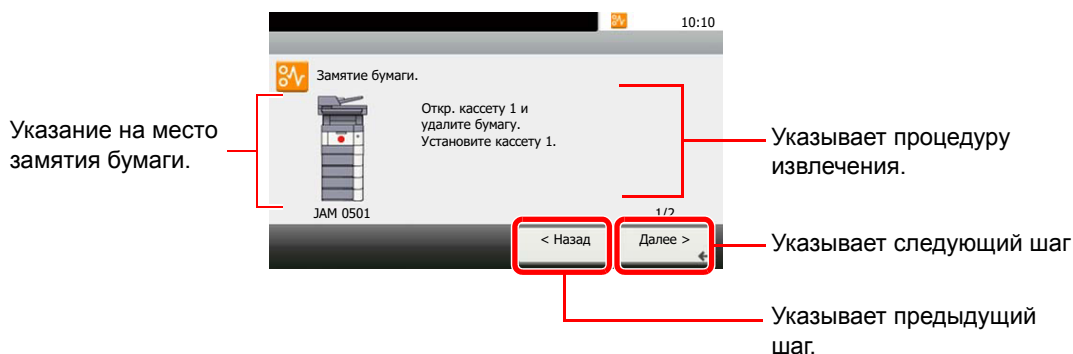 10:10
Замятие бумаги.
Откр. кассету 1 и
удалите бумагу.
Установите кассету 1.
JAM 0501
1/2
< Назад
Далее >
Указание на место
замятия бумаги.
Указывает процедуру
извлечения.
Указывает следующий шаг
Указывает предыдущий
шаг.